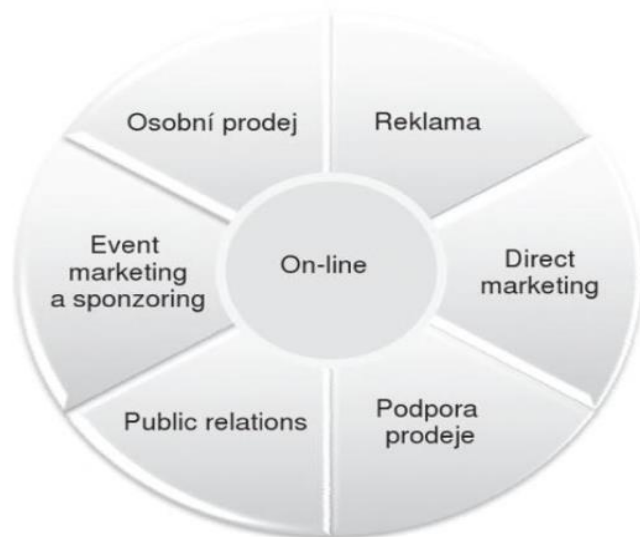 Osobní prodej
Reklama
Event
marketing
a sponzoring
On-line
Direct
marketing
Public relations
Podpora
prodeje